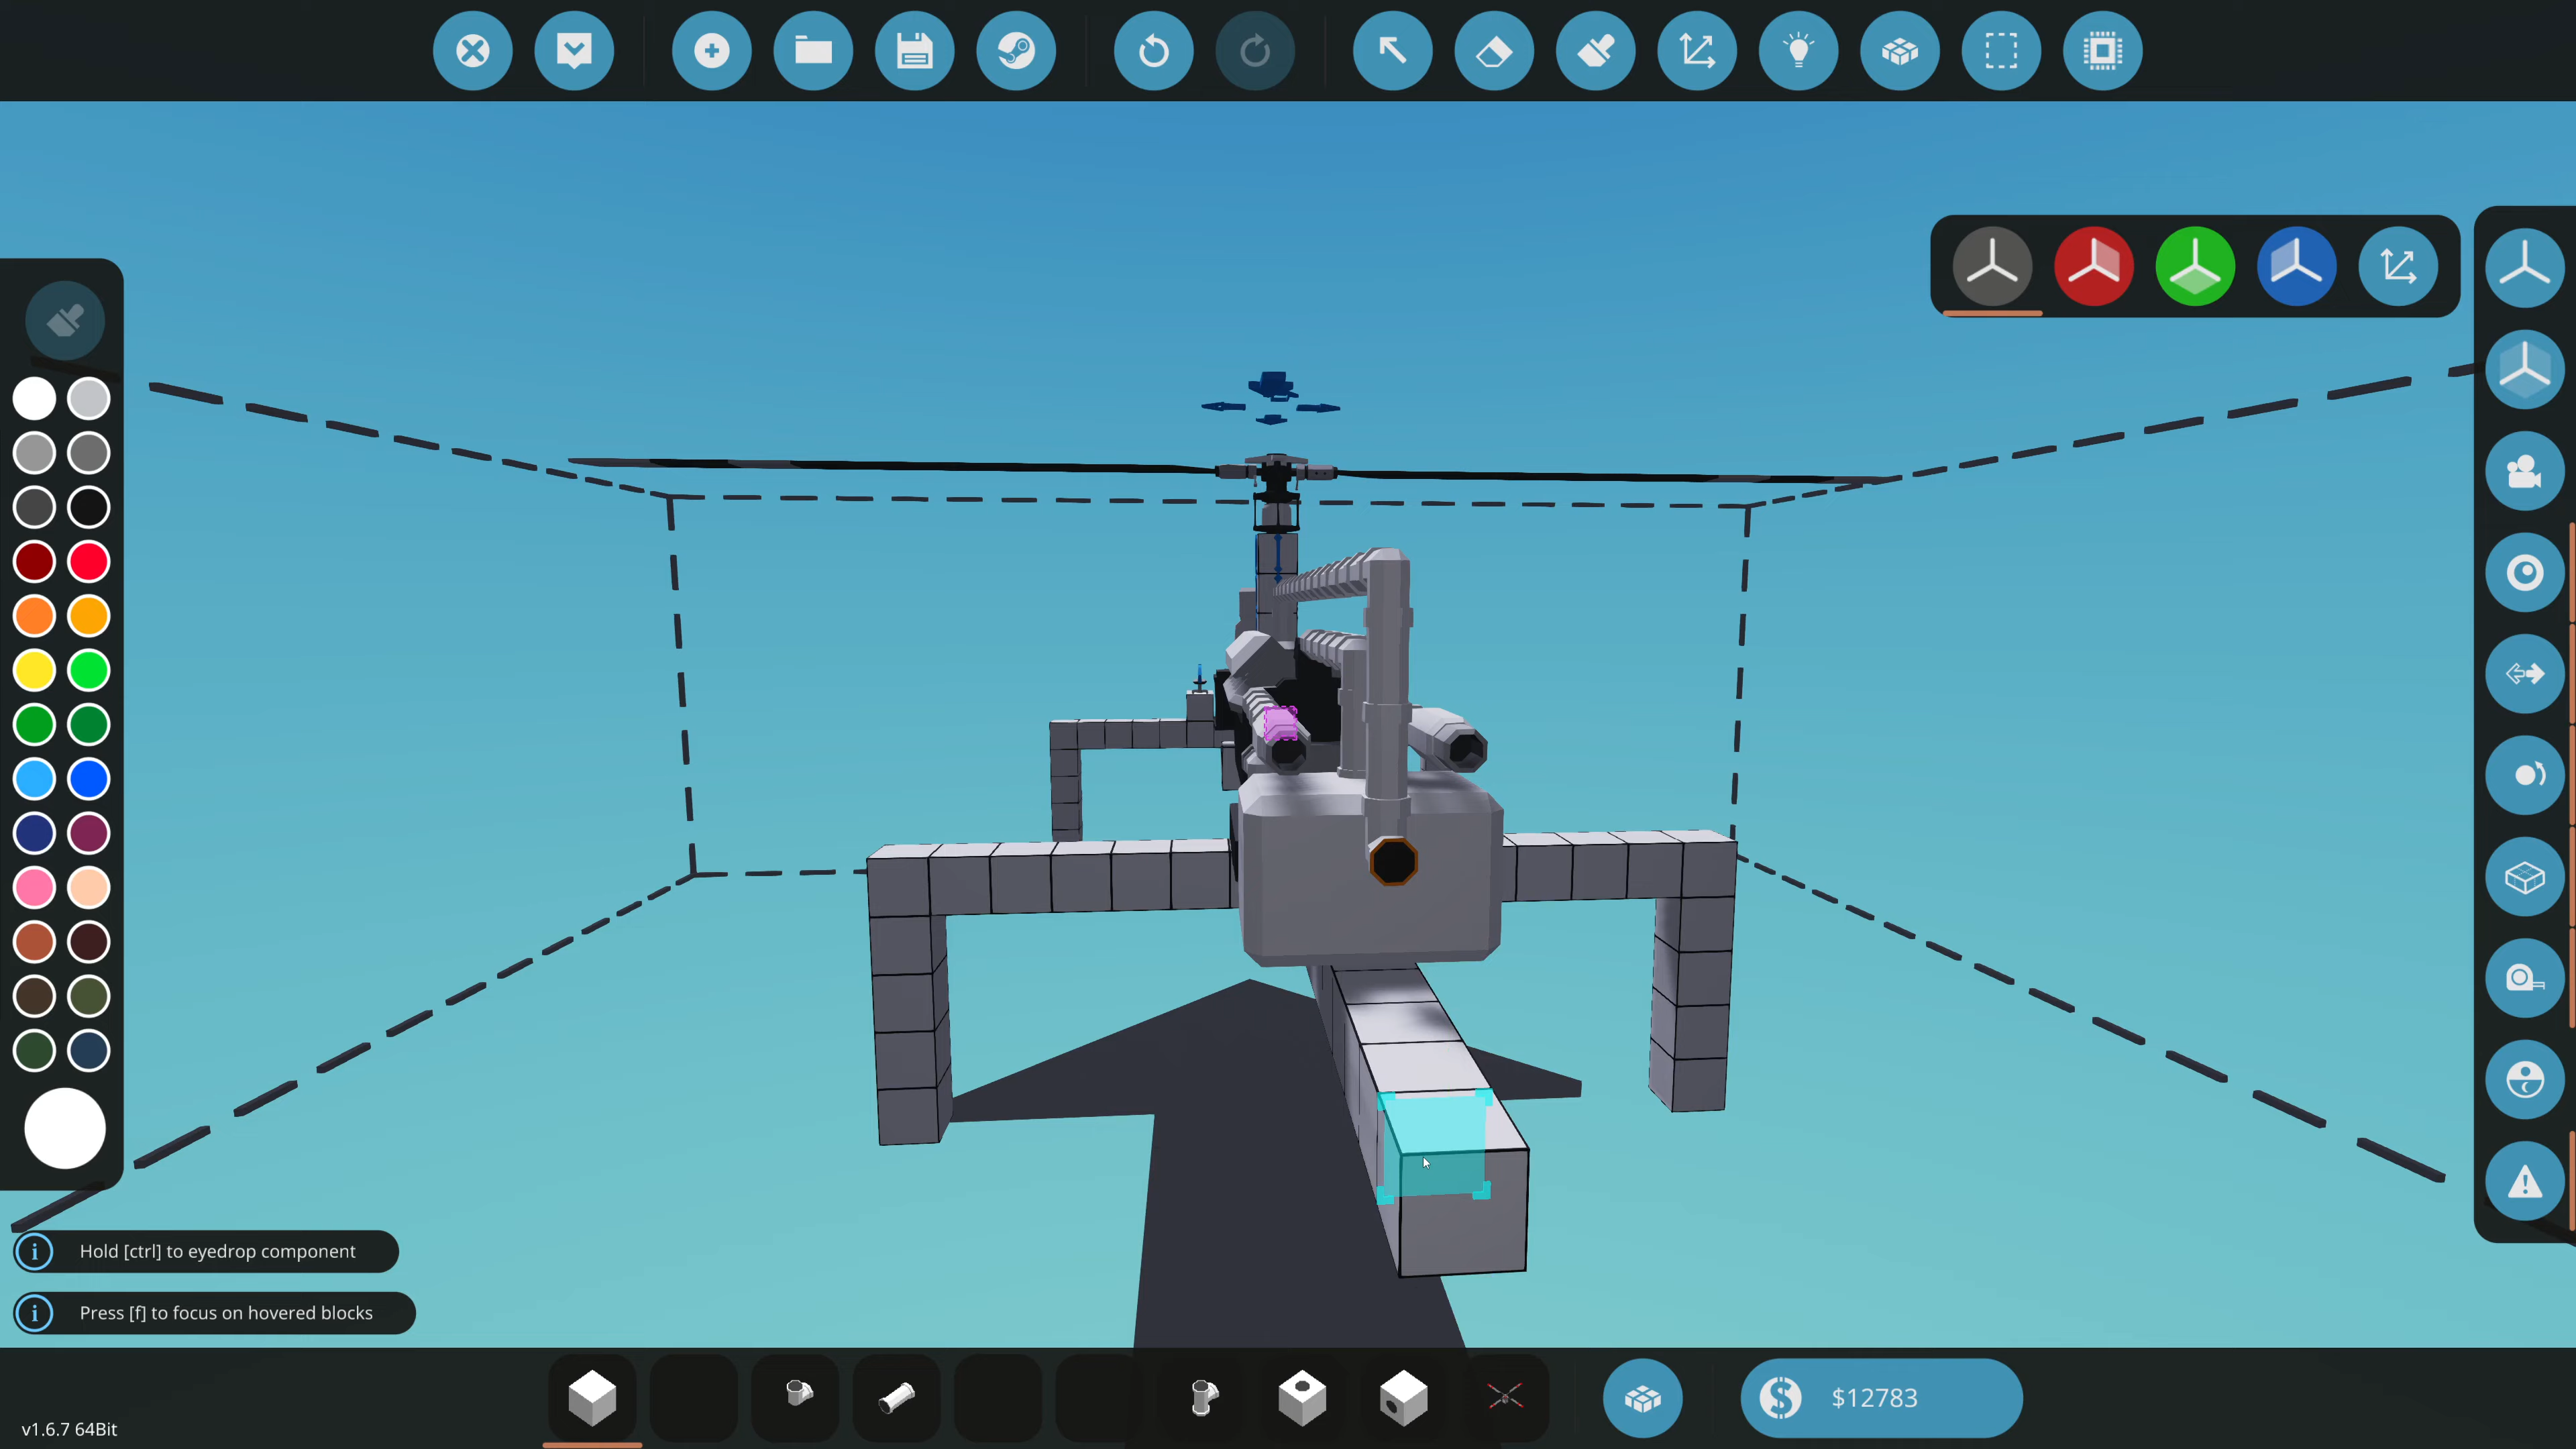 Hold [ctrl] to eyedrop component
Press [f] to focus on hovered blocks
$12783
v1.6.7 64Bit